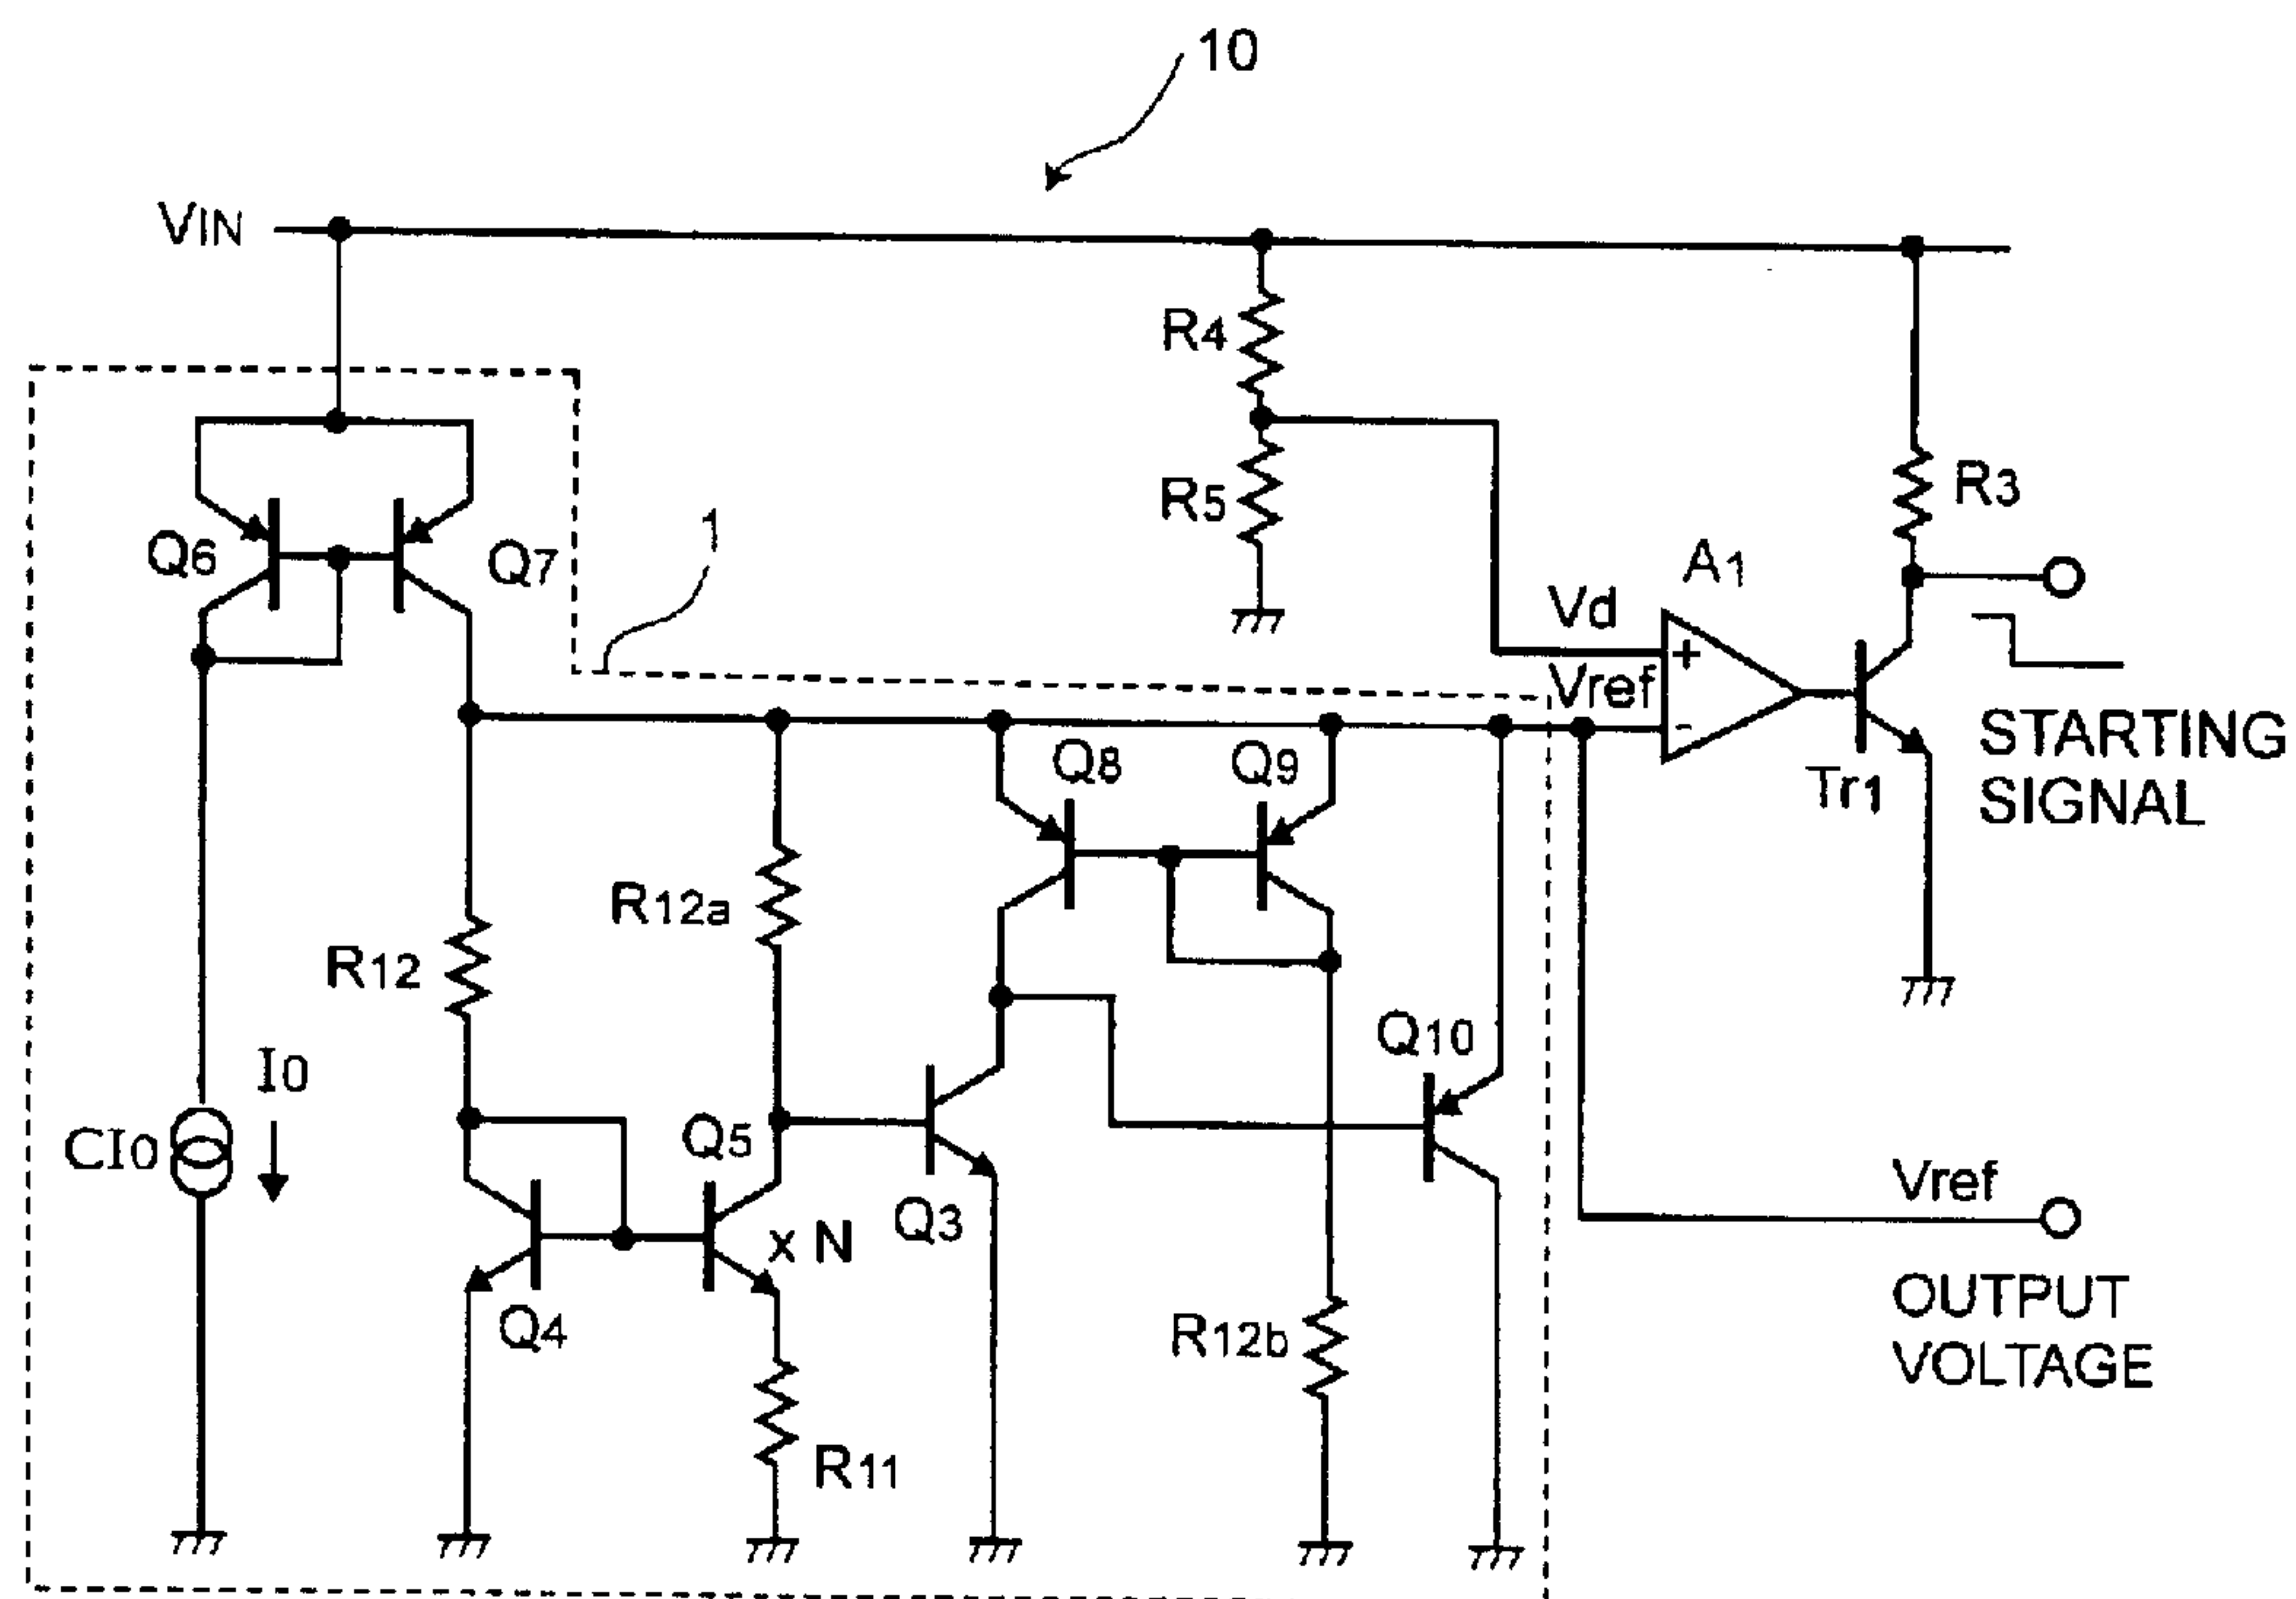 10
VIN
R4
R5
R3
Q6
Q7
1
A1
Vd
+
Vref
-
Q8
Q9
Tr1
STARTING
SIGNAL
R12a
R12
Q10
I0
CI0
Q5
Q3
x N
Vref
Q4
R12b
OUTPUT
VOLTAGE
R11